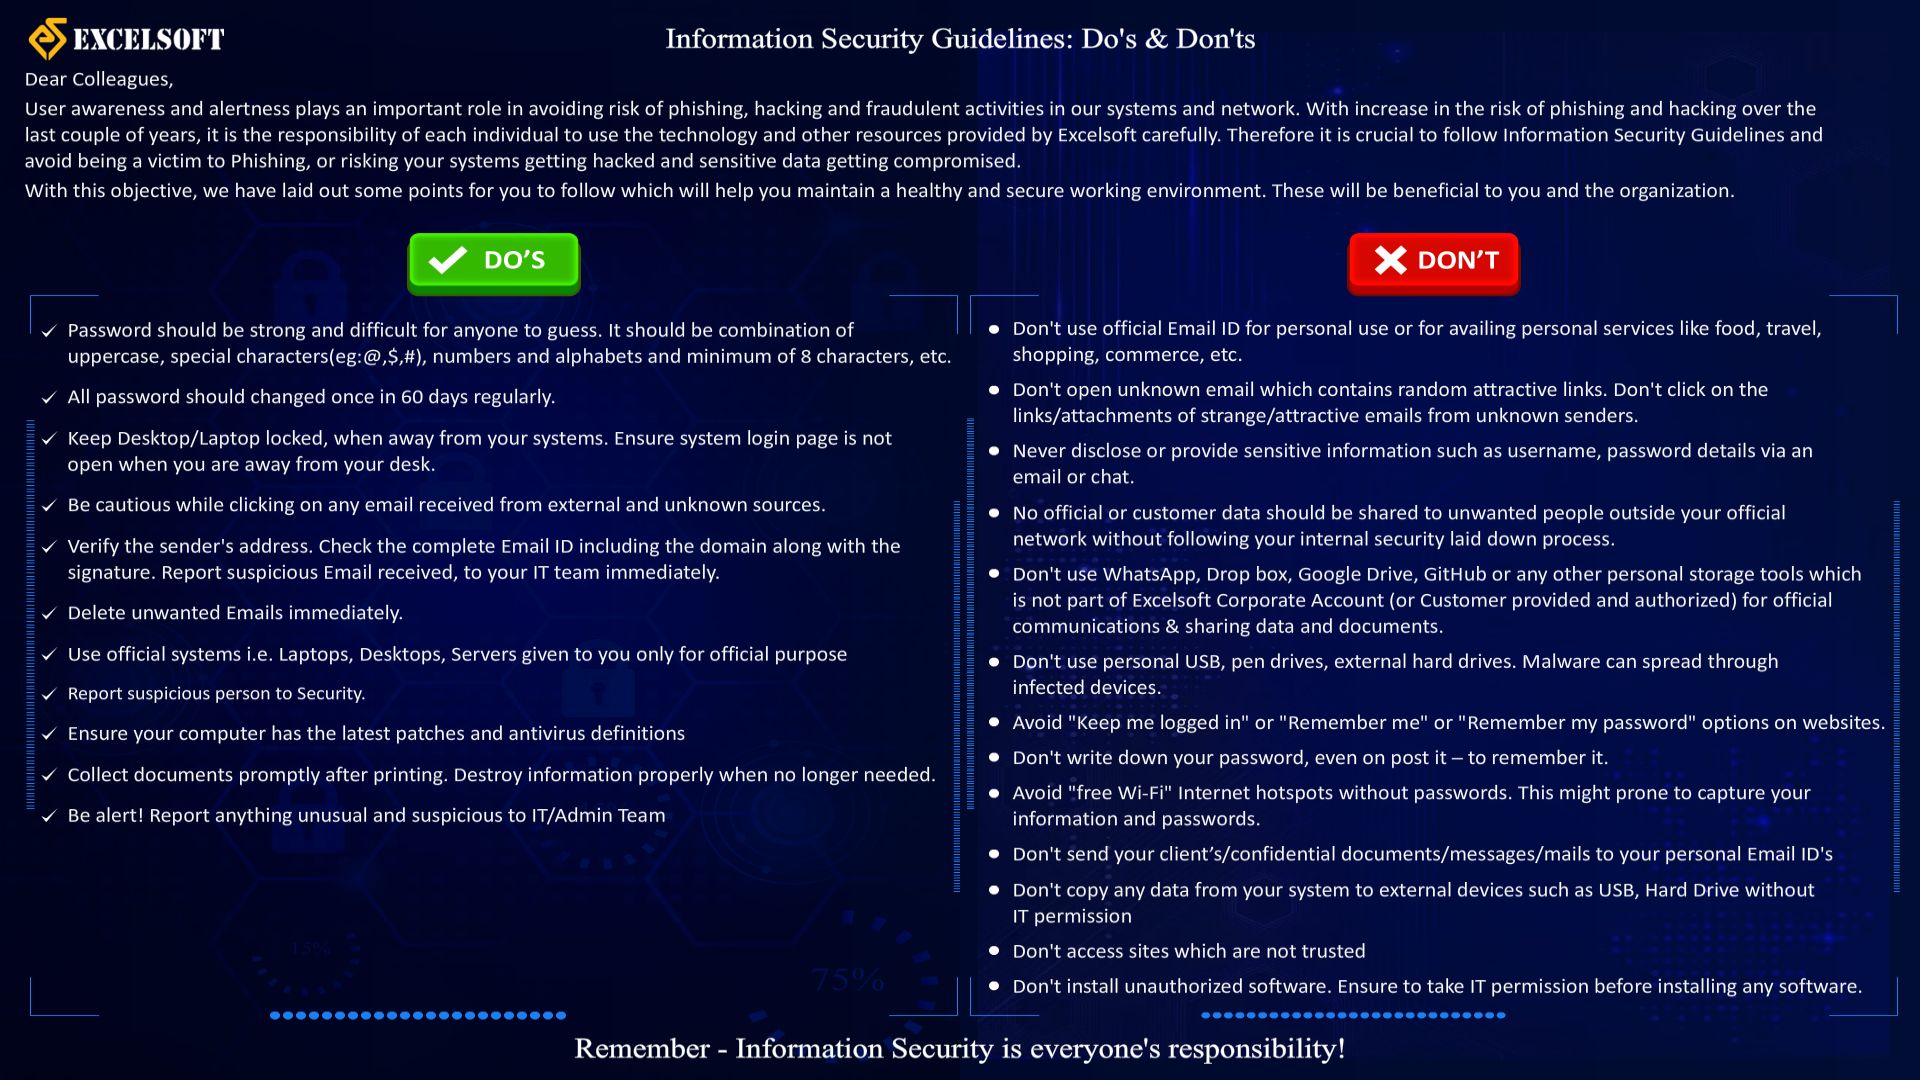 EXCELSOFT
Information Security Guidelines: Do's & Don'ts
Dear Colleagues,
User awareness and alertness plays an important role in avoiding risk of phishing, hacking and fraudulent activities in our systems and network. With increase in the risk of phishing and hacking over the
last couple of years, it is the responsibility of each individual to use the technology and other resources provided by Excelsoft carefully. Therefore it is crucial to follow Information Security Guidelines and
avoid being a victim to Phishing, or risking your systems getting hacked and sensitive data getting compromised.
With this objective, we have laid out some points for you to follow which will help you maintain a healthy and secure working environment. These will be beneficial to you and the organization.
DO’S
✓ Password should be strong and difficult for anyone to guess. It should be combination of
uppercase, special characters(eg:@,$,#), numbers and alphabets and minimum of 8 characters, etc.
✓ All password should changed once in 60 days regularly.
✓ Keep Desktop/Laptop locked, when away from your systems. Ensure system login page is not
open when you are away from your desk.
✓ Be cautious while clicking on any email received from external and unknown sources.
✓ Verify the sender's address. Check the complete Email ID including the domain along with the
signature. Report suspicious Email received, to your IT team immediately.
✓ Delete unwanted Emails immediately.
✓ Use official systems i.e. Laptops, Desktops, Servers given to you only for official purpose
✓ Report suspicious person to Security.
✓ Ensure your computer has the latest patches and antivirus definitions
✓ Collect documents promptly after printing. Destroy information properly when no longer needed.
✓ Be alert! Report anything unusual and suspicious to IT/Admin Team
15%
75%
DON’T
● Don't use official Email ID for personal use or for availing personal services like food, travel,
shopping, commerce, etc.
● Don't open unknown email which contains random attractive links. Don't click on the
links/attachments of strange/attractive emails from unknown senders.
● Never disclose or provide sensitive information such as username, password details via an
email or chat.
● No official or customer data should be shared to unwanted people outside your official
network without following your internal security laid down process.
● Don't use WhatsApp, Drop box, Google Drive, GitHub or any other personal storage tools which
is not part of Excelsoft Corporate Account (or Customer provided and authorized) for official
communications & sharing data and documents.
● Don't use personal USB, pen drives, external hard drives. Malware can spread through
infected devices.
● Avoid "Keep me logged in" or "Remember me" or "Remember my password" options on websites.
● Don't write down your password, even on post it – to remember it.
● Avoid "free Wi-Fi" Internet hotspots without passwords. This might prone to capture your
information and passwords.
● Don't send your client’s/confidential documents/messages/mails to your personal Email ID's
● Don't copy any data from your system to external devices such as USB, Hard Drive without
IT permission
● Don't access sites which are not trusted
● Don't install unauthorized software. Ensure to take IT permission before installing any software.
Remember - Information Security is everyone's responsibility!